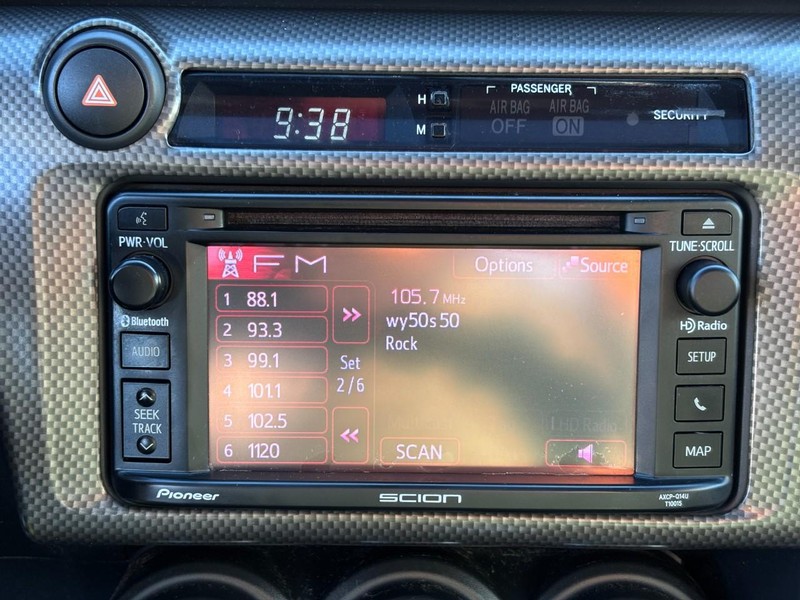 PASSENGER
AIR BAG AIR BAG
OFF ON
H
M
9:38
SECURITY
PWR·VOL
TUNE·SCROLL
FM
Options
Source
1 88.1
2 93.3
3 99.1
4 101.1
5 102.5
6 1120
Set
2/6
105.7 MHz
wy50s 50
Rock
SCAN
HD Radio
Bluetooth
AUDIO
SEEK
TRACK
HD Radio
SETUP
MAP
Pioneer
SCION
AXCP-014U
T10015